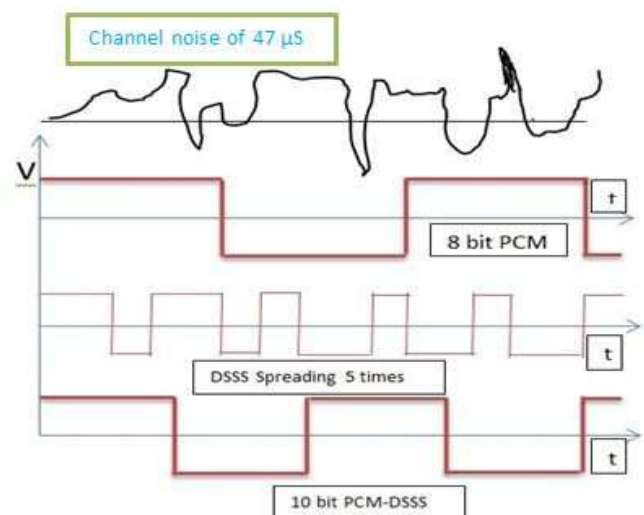 Channel noise of 47 µS
V
t
8 bit PCM
t
DSSS Spreading 5 times
t
10 bit PCM-DSSS